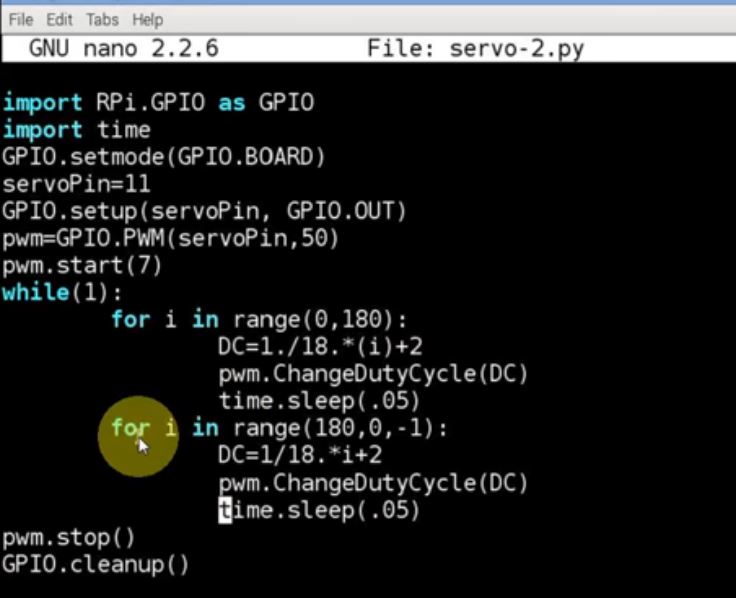 File Edit Tabs Help
GNU nano 2.2.6 File: servo-2.py
import RPi.GPIO as GPIO
import time
GPIO.setmode(GPIO.BOARD)
servoPin=11
GPIO.setup(servoPin, GPIO.OUT)
pwm=GPIO.PWM(servoPin,50)
pwm.start(7)
while(1):
        for i in range(0,180):
                DC=1./18.*(i)+2
                pwm.ChangeDutyCycle(DC)
                time.sleep(.05)
        for i in range(180,0,-1):
                DC=1/18.*i+2
                pwm.ChangeDutyCycle(DC)
                time.sleep(.05)
pwm.stop()
GPIO.cleanup()